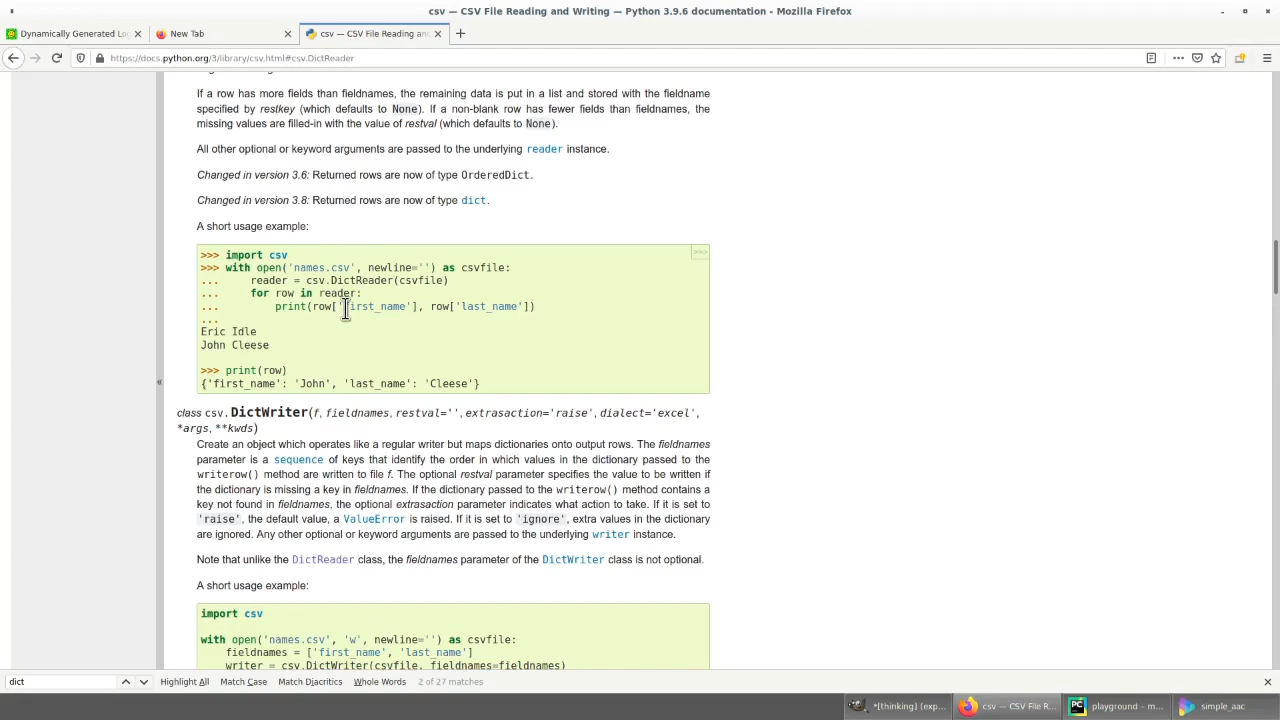 csv — CSV File Reading and Writing — Python 3.9.6 documentation - Mozilla Firefox
Dynamically Generated Lo
New Tab
csv — CSV File Reading and
https://docs.python.org/3/library/csv.html#csv.DictReader
If a row has more fields than fieldnames, the remaining data is put in a list and stored with the fieldname
specified by restkey (which defaults to None). If a non-blank row has fewer fields than fieldnames, the
missing values are filled-in with the value of restval (which defaults to None).
All other optional or keyword arguments are passed to the underlying reader instance.
Changed in version 3.6: Returned rows are now of type OrderedDict.
Changed in version 3.8: Returned rows are now of type dict.
A short usage example:
>>>
>>> import csv
>>> with open('names.csv', newline='') as csvfile:
...     reader = csv.DictReader(csvfile)
...     for row in reader:
...         print(row['first_name'], row['last_name'])
...
Eric Idle
John Cleese
>>> print(row)
{'first_name': 'John', 'last_name': 'Cleese'}
class csv.DictWriter(f, fieldnames, restval='', extrasaction='raise', dialect='excel',
*args, **kwds)
Create an object which operates like a regular writer but maps dictionaries onto output rows. The fieldnames
parameter is a sequence of keys that identify the order in which values in the dictionary passed to the
writerow() method are written to file f. The optional restval parameter specifies the value to be written if
the dictionary is missing a key in fieldnames. If the dictionary passed to the writerow() method contains a
key not found in fieldnames, the optional extrasaction parameter indicates what action to take. If it is set to
'raise', the default value, a ValueError is raised. If it is set to 'ignore', extra values in the dictionary
are ignored. Any other optional or keyword arguments are passed to the underlying writer instance.
Note that unlike the DictReader class, the fieldnames parameter of the DictWriter class is not optional.
A short usage example:
import csv
with open('names.csv', 'w', newline='') as csvfile:
    fieldnames = ['first_name', 'last_name']
    writer = csv.DictWriter(csvfile, fieldnames=fieldnames)
dict
Highlight All
Match Case
Match Diacritics
Whole Words
2 of 27 matches
*[thinking] (exp...
csv — CSV File R...
playground – m...
simple_aac